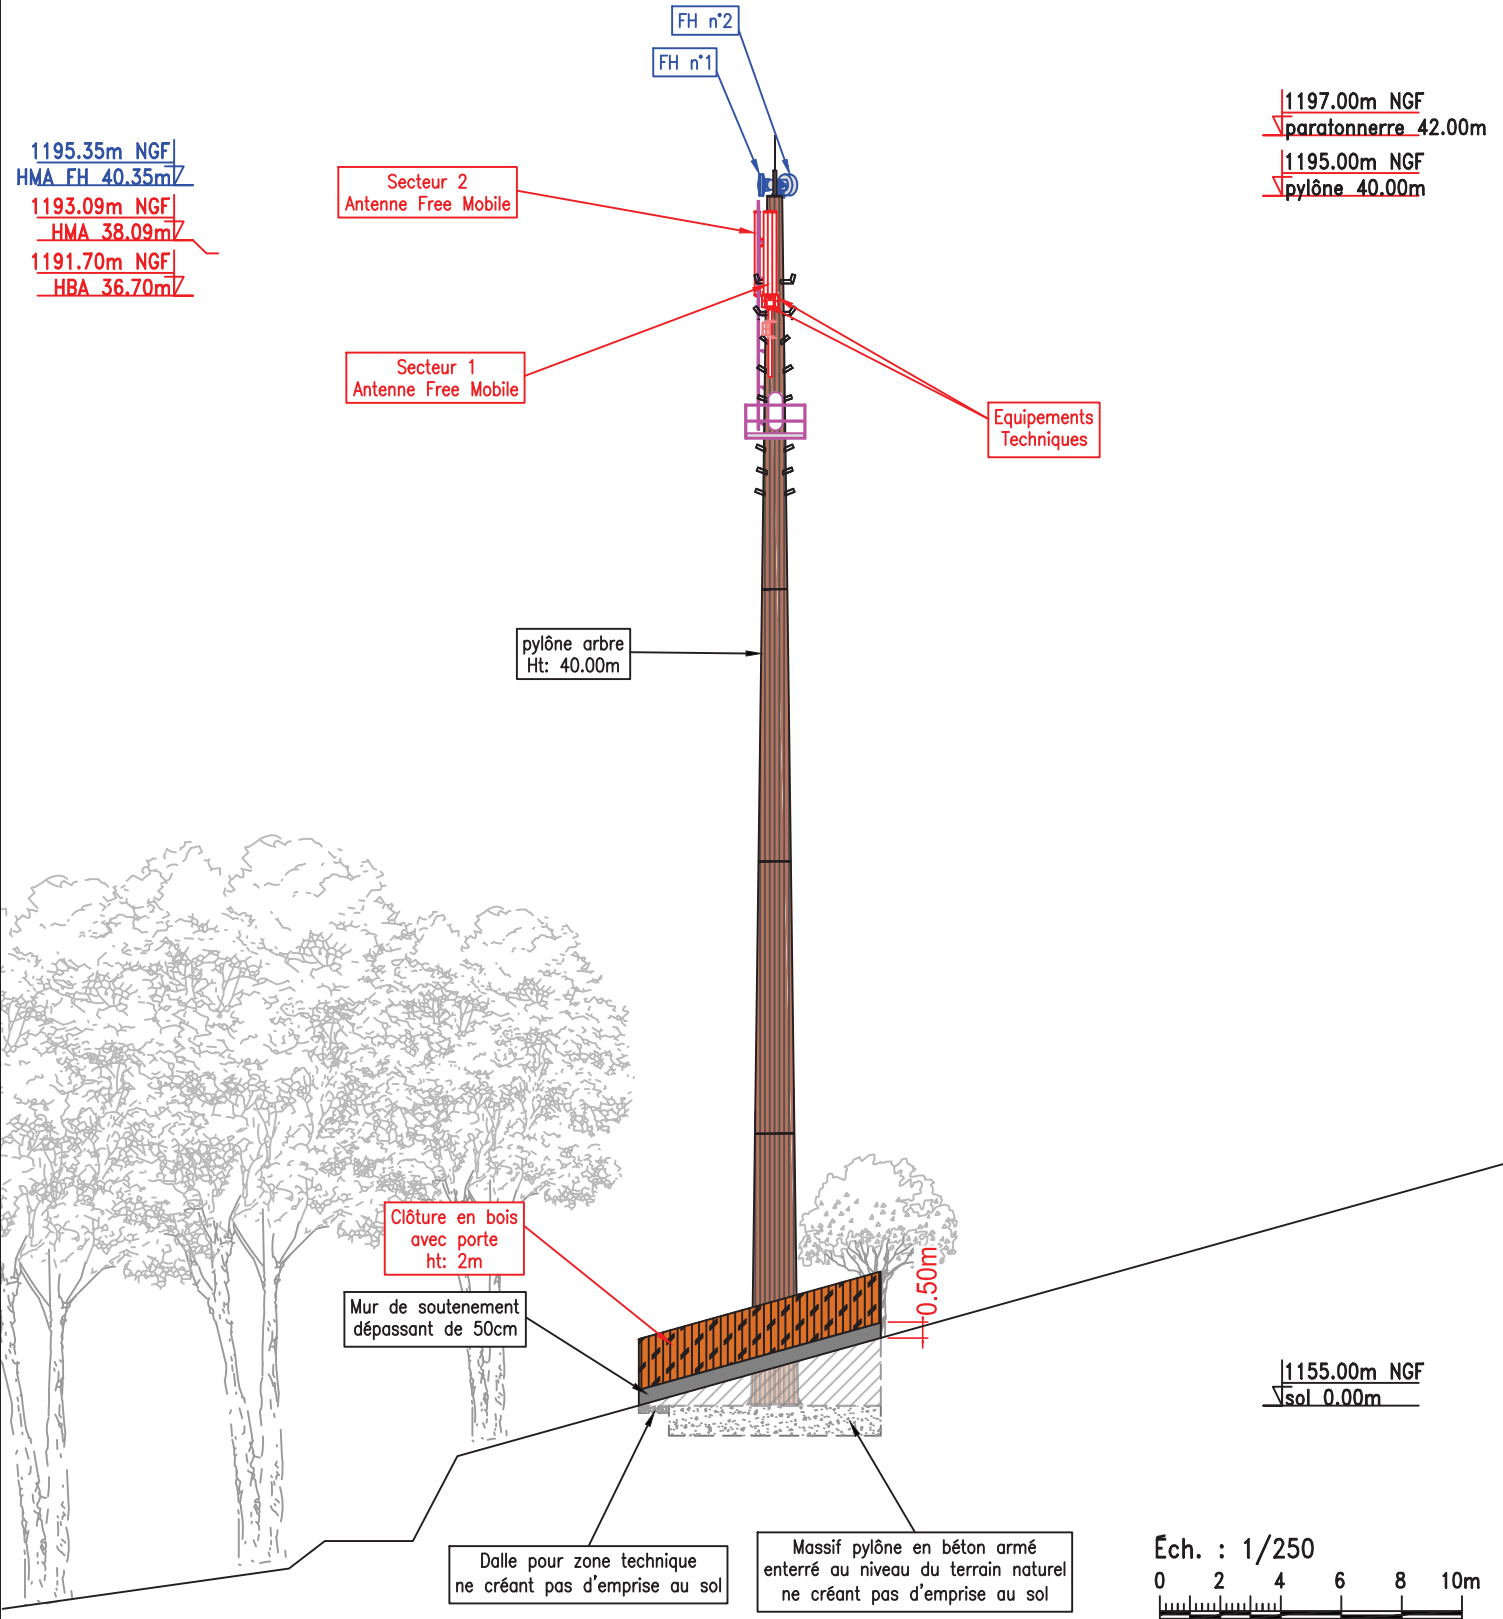 FH n°2
FH n°1
1195.35m NGF
HMA FH 40.35m
1193.09m NGF
HMA 38.09m
1191.70m NGF
HBA 36.70m
Secteur 2
Antenne Free Mobile
1197.00m NGF
paratonnerre 42.00m
1195.00m NGF
pylône 40.00m
Secteur 1
Antenne Free Mobile
Equipements
Techniques
pylône arbre
Ht: 40.00m
Clôture en bois
avec porte
ht: 2m
0.50m
Mur de soutenement
dépassant de 50cm
1155.00m NGF
sol 0.00m
Dalle pour zone technique
ne créant pas d'emprise au sol
Massif pylône en béton armé
enterré au niveau du terrain naturel
ne créant pas d'emprise au sol
Éch. : 1/250
0 2 4 6 8 10m